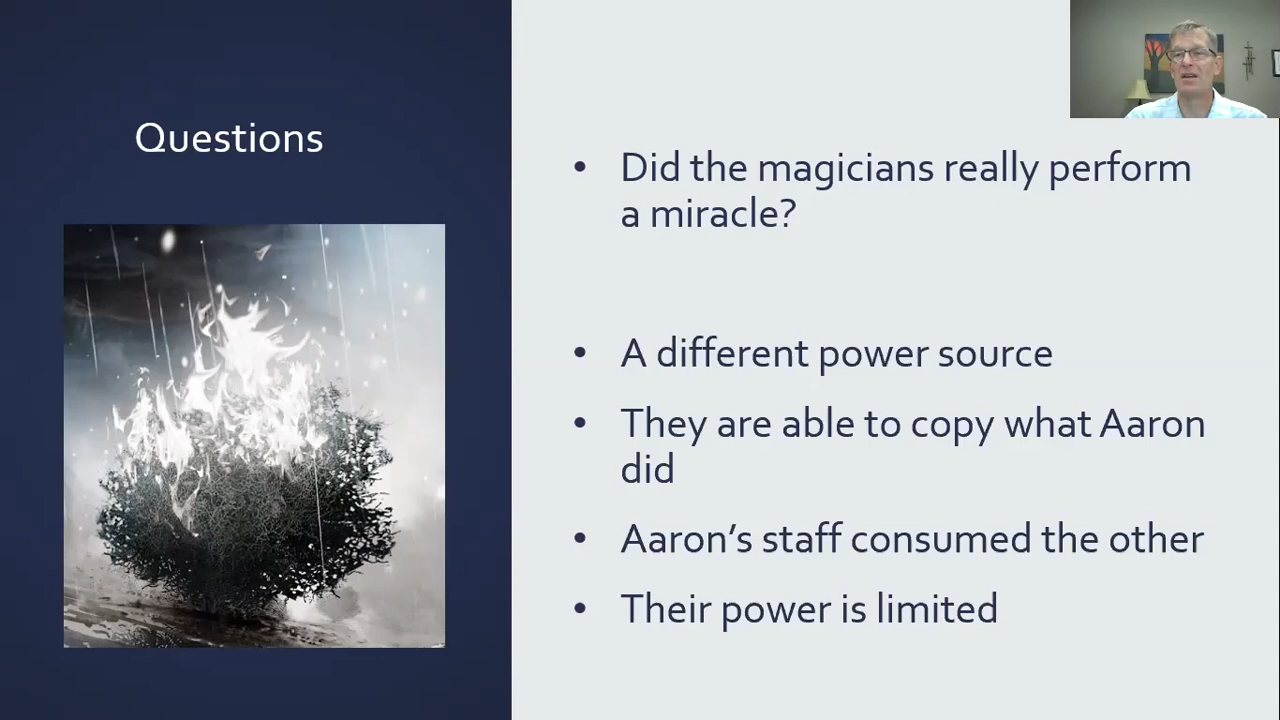 Questions
• Did the magicians really perform
a miracle?
• A different power source
• They are able to copy what Aaron
did
• Aaron’s staff consumed the other
• Their power is limited